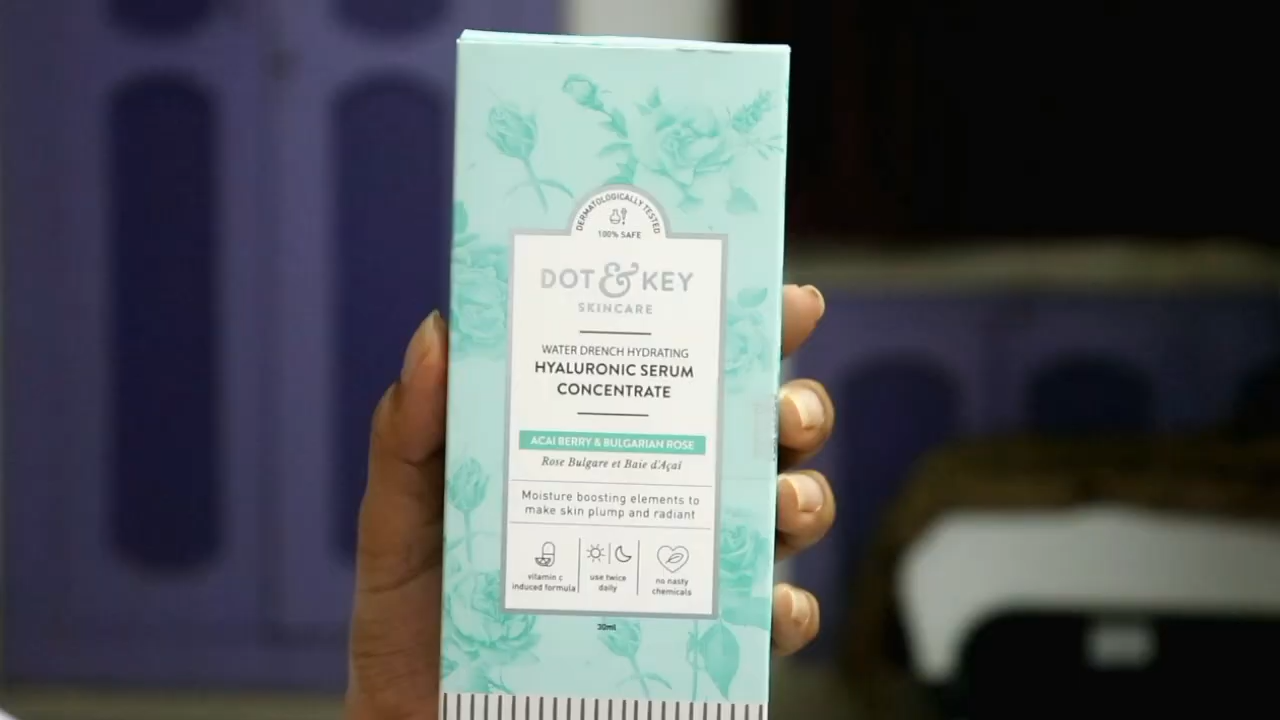 DERMATOLOGICALLY TESTED
100% SAFE
DOT & KEY
SKINCARE
WATER DRENCH HYDRATING
HYALURONIC SERUM
CONCENTRATE
ACAI BERRY & BULGARIAN ROSE
Rose Bulgare et Baie d'Açaï
Moisture boosting elements to
make skin plump and radiant
vitamin c
induced formula
use twice
daily
no nasty
chemicals
30ml